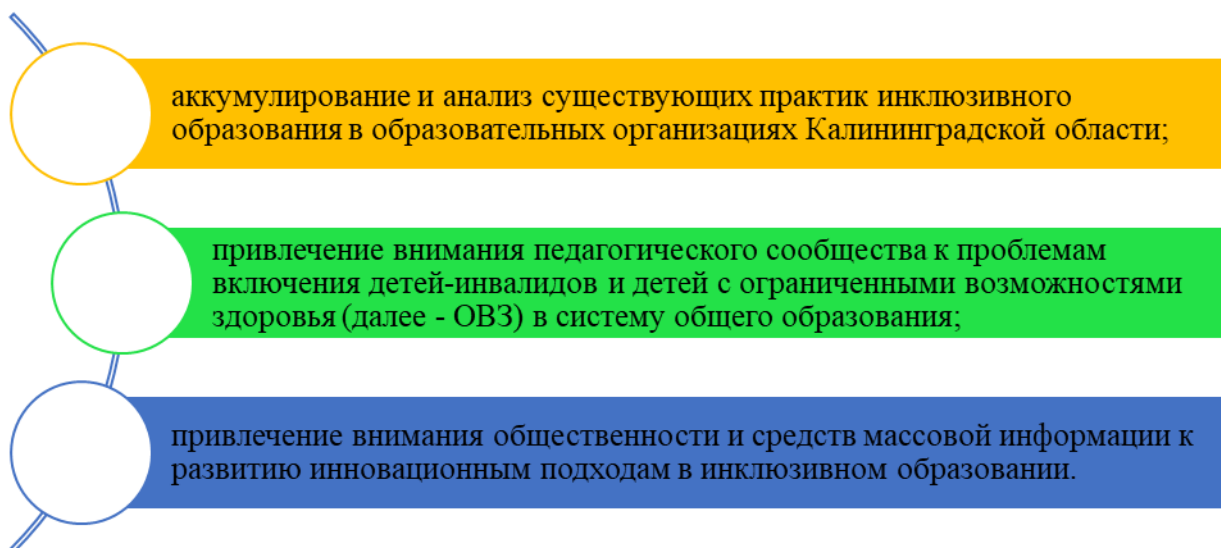 аккумулирование и анализ существующих практик инклюзивного
образования в образовательных организациях Калининградской области;
привлечение внимания педагогического сообщества к проблемам
включения детей-инвалидов и детей с ограниченными возможностями
здоровья (далее - ОВЗ) в систему общего образования;
привлечение внимания общественности и средств массовой информации к
развитию инновационным подходам в инклюзивном образовании.